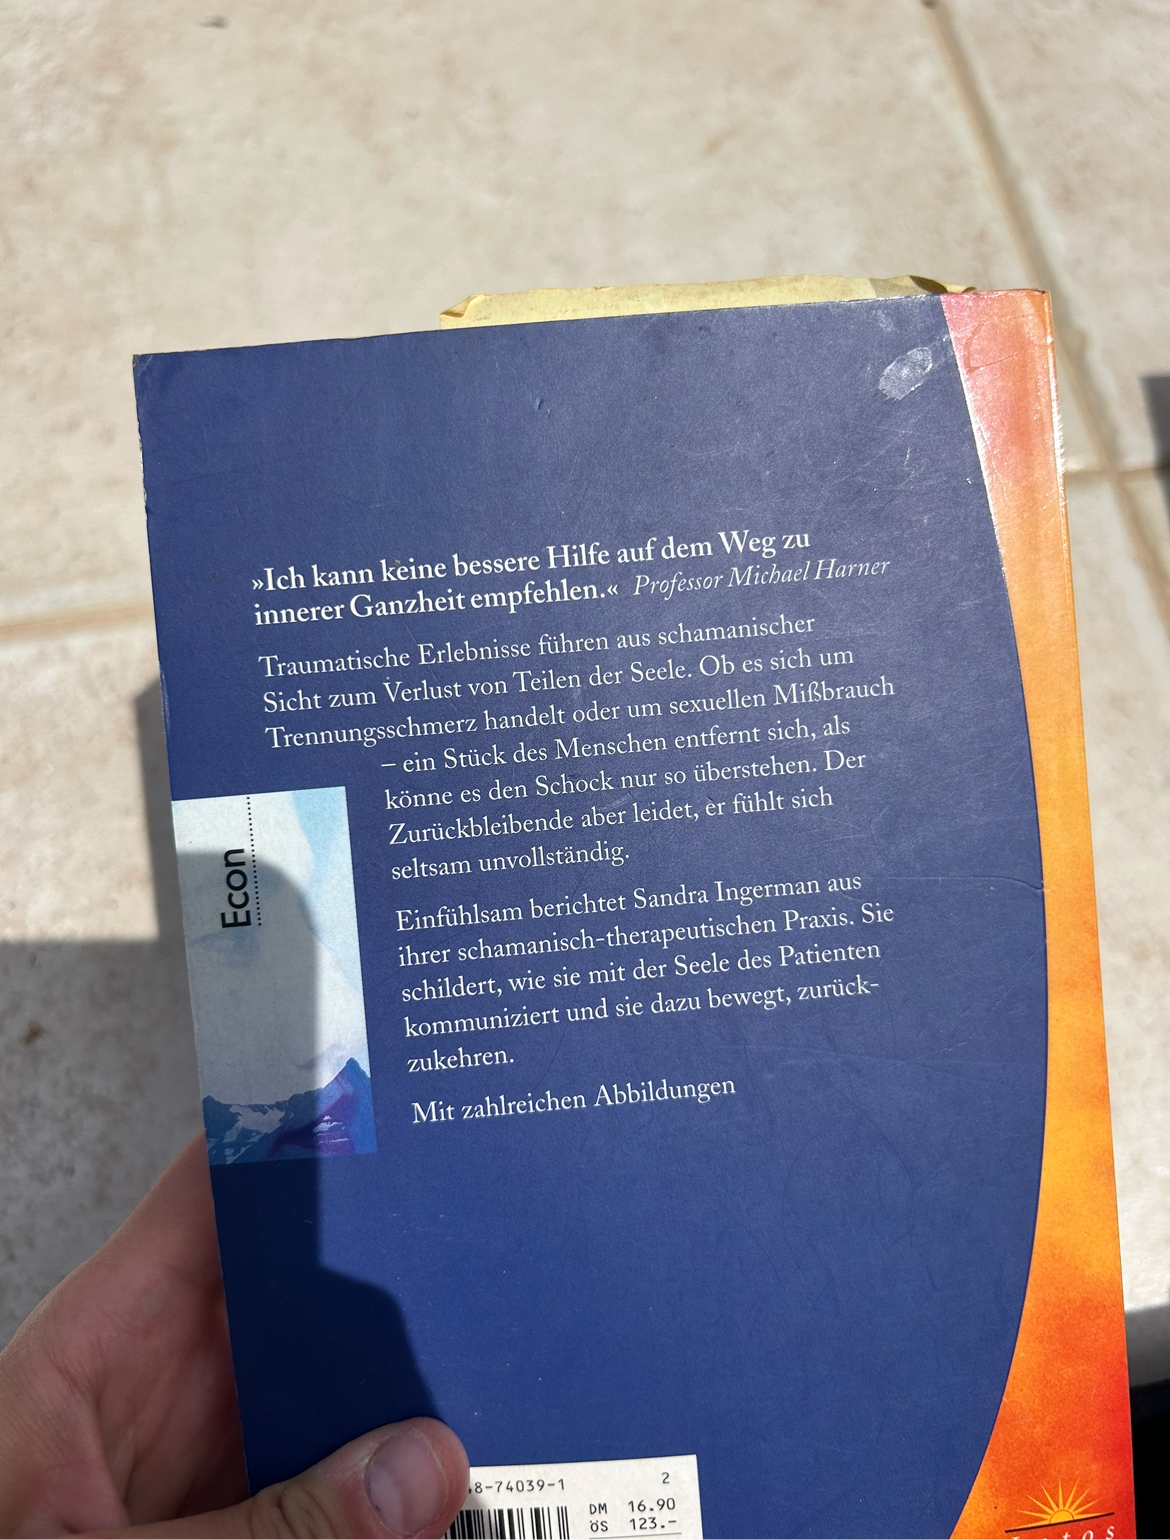 »Ich kann keine bessere Hilfe auf dem Weg zu
innerer Ganzheit empfehlen.« Professor Michael Harner
Traumatische Erlebnisse führen aus schamanischer
Sicht zum Verlust von Teilen der Seele. Ob es sich um
Trennungsschmerz handelt oder um sexuellen Mißbrauch
– ein Stück des Menschen entfernt sich, als
könne es den Schock nur so überstehen. Der
Zurückbleibende aber leidet, er fühlt sich
seltsam unvollständig.
Econ
Einfühlsam berichtet Sandra Ingerman aus
ihrer schamanisch-therapeutischen Praxis. Sie
schildert, wie sie mit der Seele des Patienten
kommuniziert und sie dazu bewegt, zurück-
zukehren.
Mit zahlreichen Abbildungen
8-74039-1 2
DM 16.90
öS 123.-